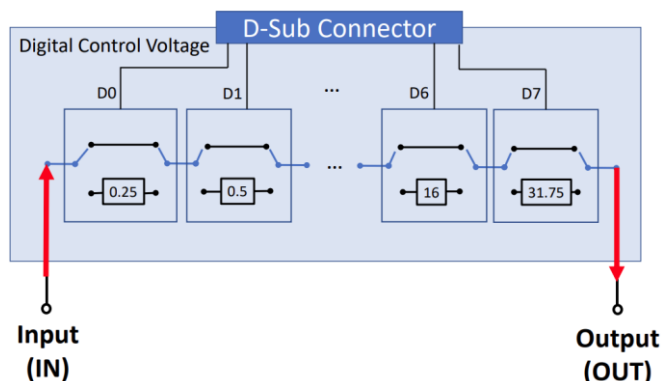 D-Sub Connector
Digital Control Voltage
D0
D1
...
D6
D7
...
0.25
0.5
16
31.75
Input
(IN)
Output
(OUT)